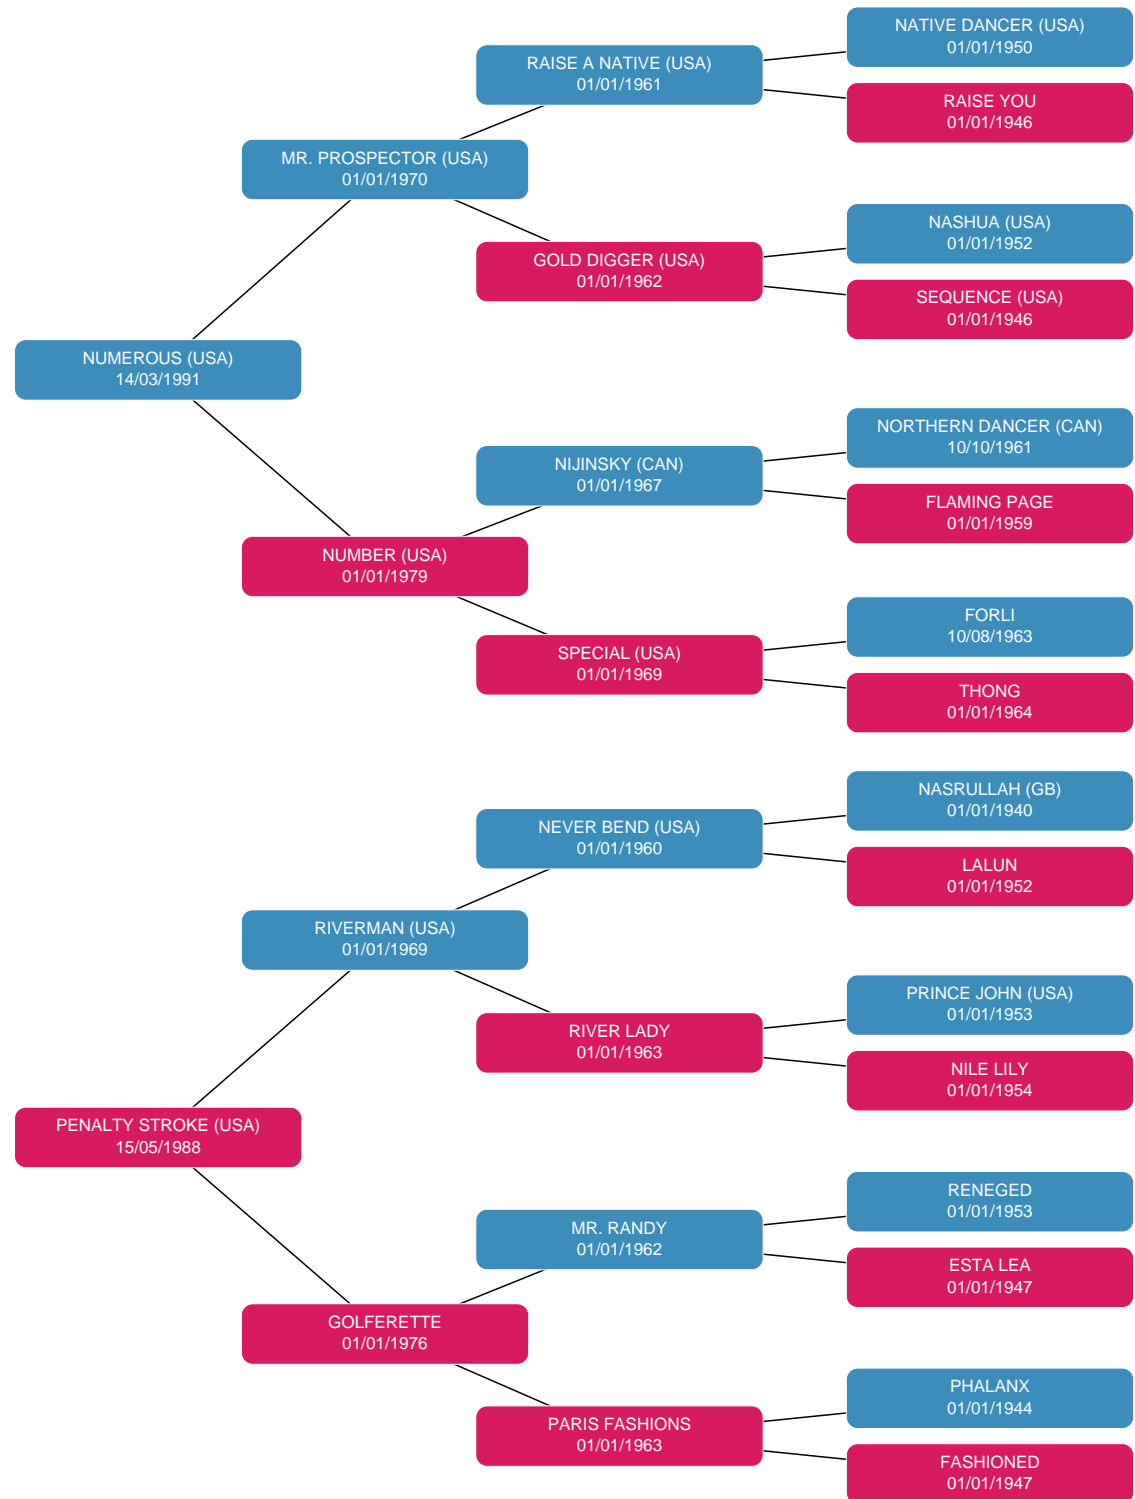 NATIVE DANCER (USA)
01/01/1950
RAISE A NATIVE (USA)
01/01/1961
RAISE YOU
01/01/1946
MR. PROSPECTOR (USA)
01/01/1970
NASHUA (USA)
01/01/1952
GOLD DIGGER (USA)
01/01/1962
SEQUENCE (USA)
01/01/1946
NUMEROUS (USA)
14/03/1991
NORTHERN DANCER (CAN)
10/10/1961
NIJINSKY (CAN)
01/01/1967
FLAMING PAGE
01/01/1959
NUMBER (USA)
01/01/1979
FORLI
10/08/1963
SPECIAL (USA)
01/01/1969
THONG
01/01/1964
NASRULLAH (GB)
01/01/1940
NEVER BEND (USA)
01/01/1960
LALUN
01/01/1952
RIVERMAN (USA)
01/01/1969
PRINCE JOHN (USA)
01/01/1953
RIVER LADY
01/01/1963
NILE LILY
01/01/1954
PENALTY STROKE (USA)
15/05/1988
RENEGED
01/01/1953
MR. RANDY
01/01/1962
ESTA LEA
01/01/1947
GOLFERETTE
01/01/1976
PHALANX
01/01/1944
PARIS FASHIONS
01/01/1963
FASHIONED
01/01/1947